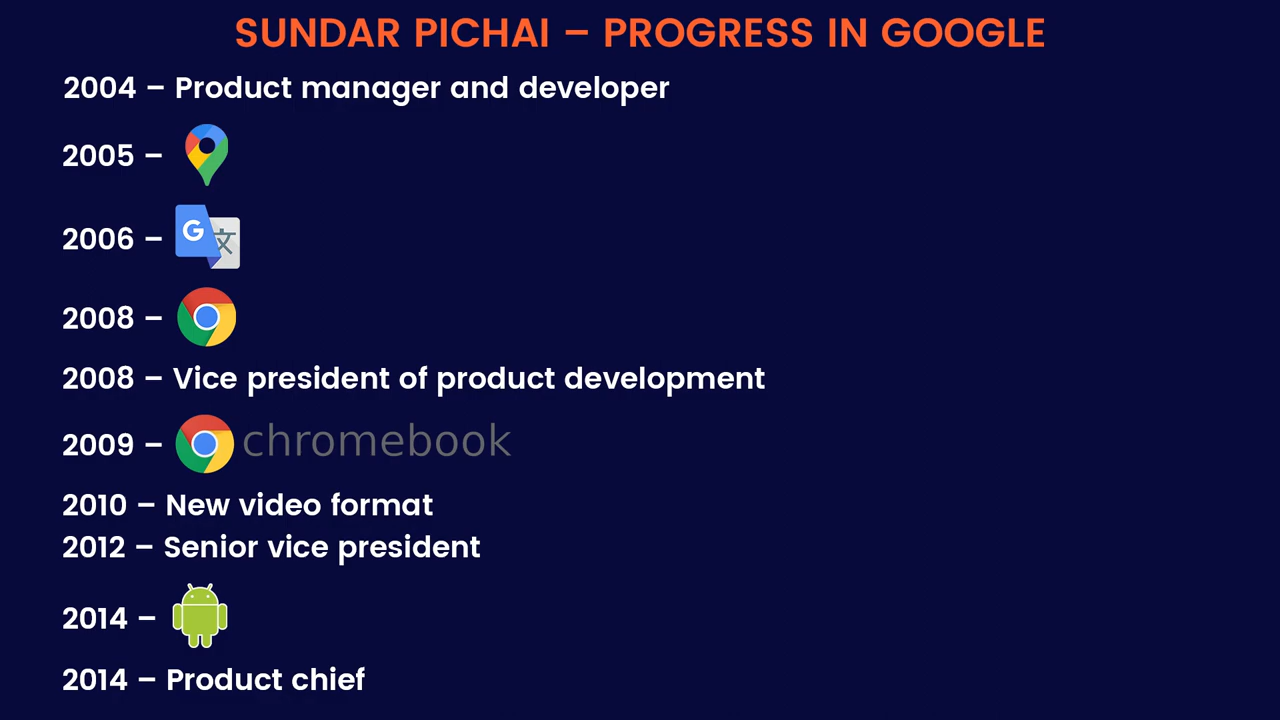 SUNDAR PICHAI – PROGRESS IN GOOGLE
2004 – Product manager and developer
2005 –
2006 – G 文
2008 –
2008 – Vice president of product development
2009 – chromebook
2010 – New video format
2012 – Senior vice president
2014 –
2014 – Product chief